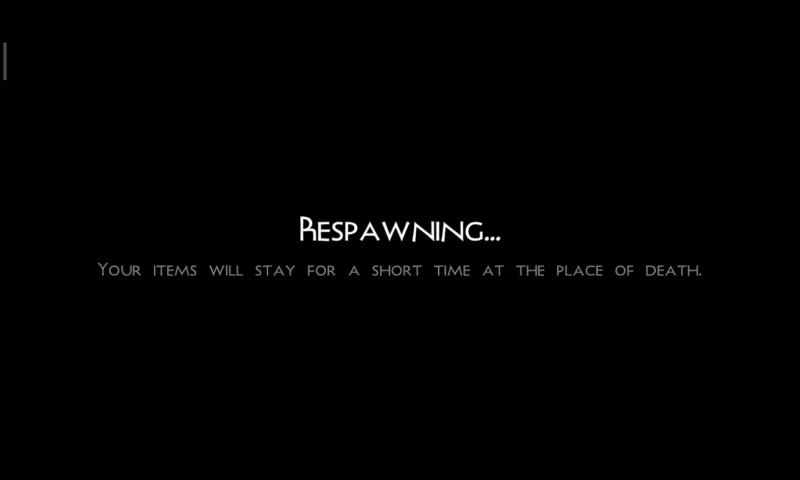 Respawning...
Your items will stay for a short time at the place of death.